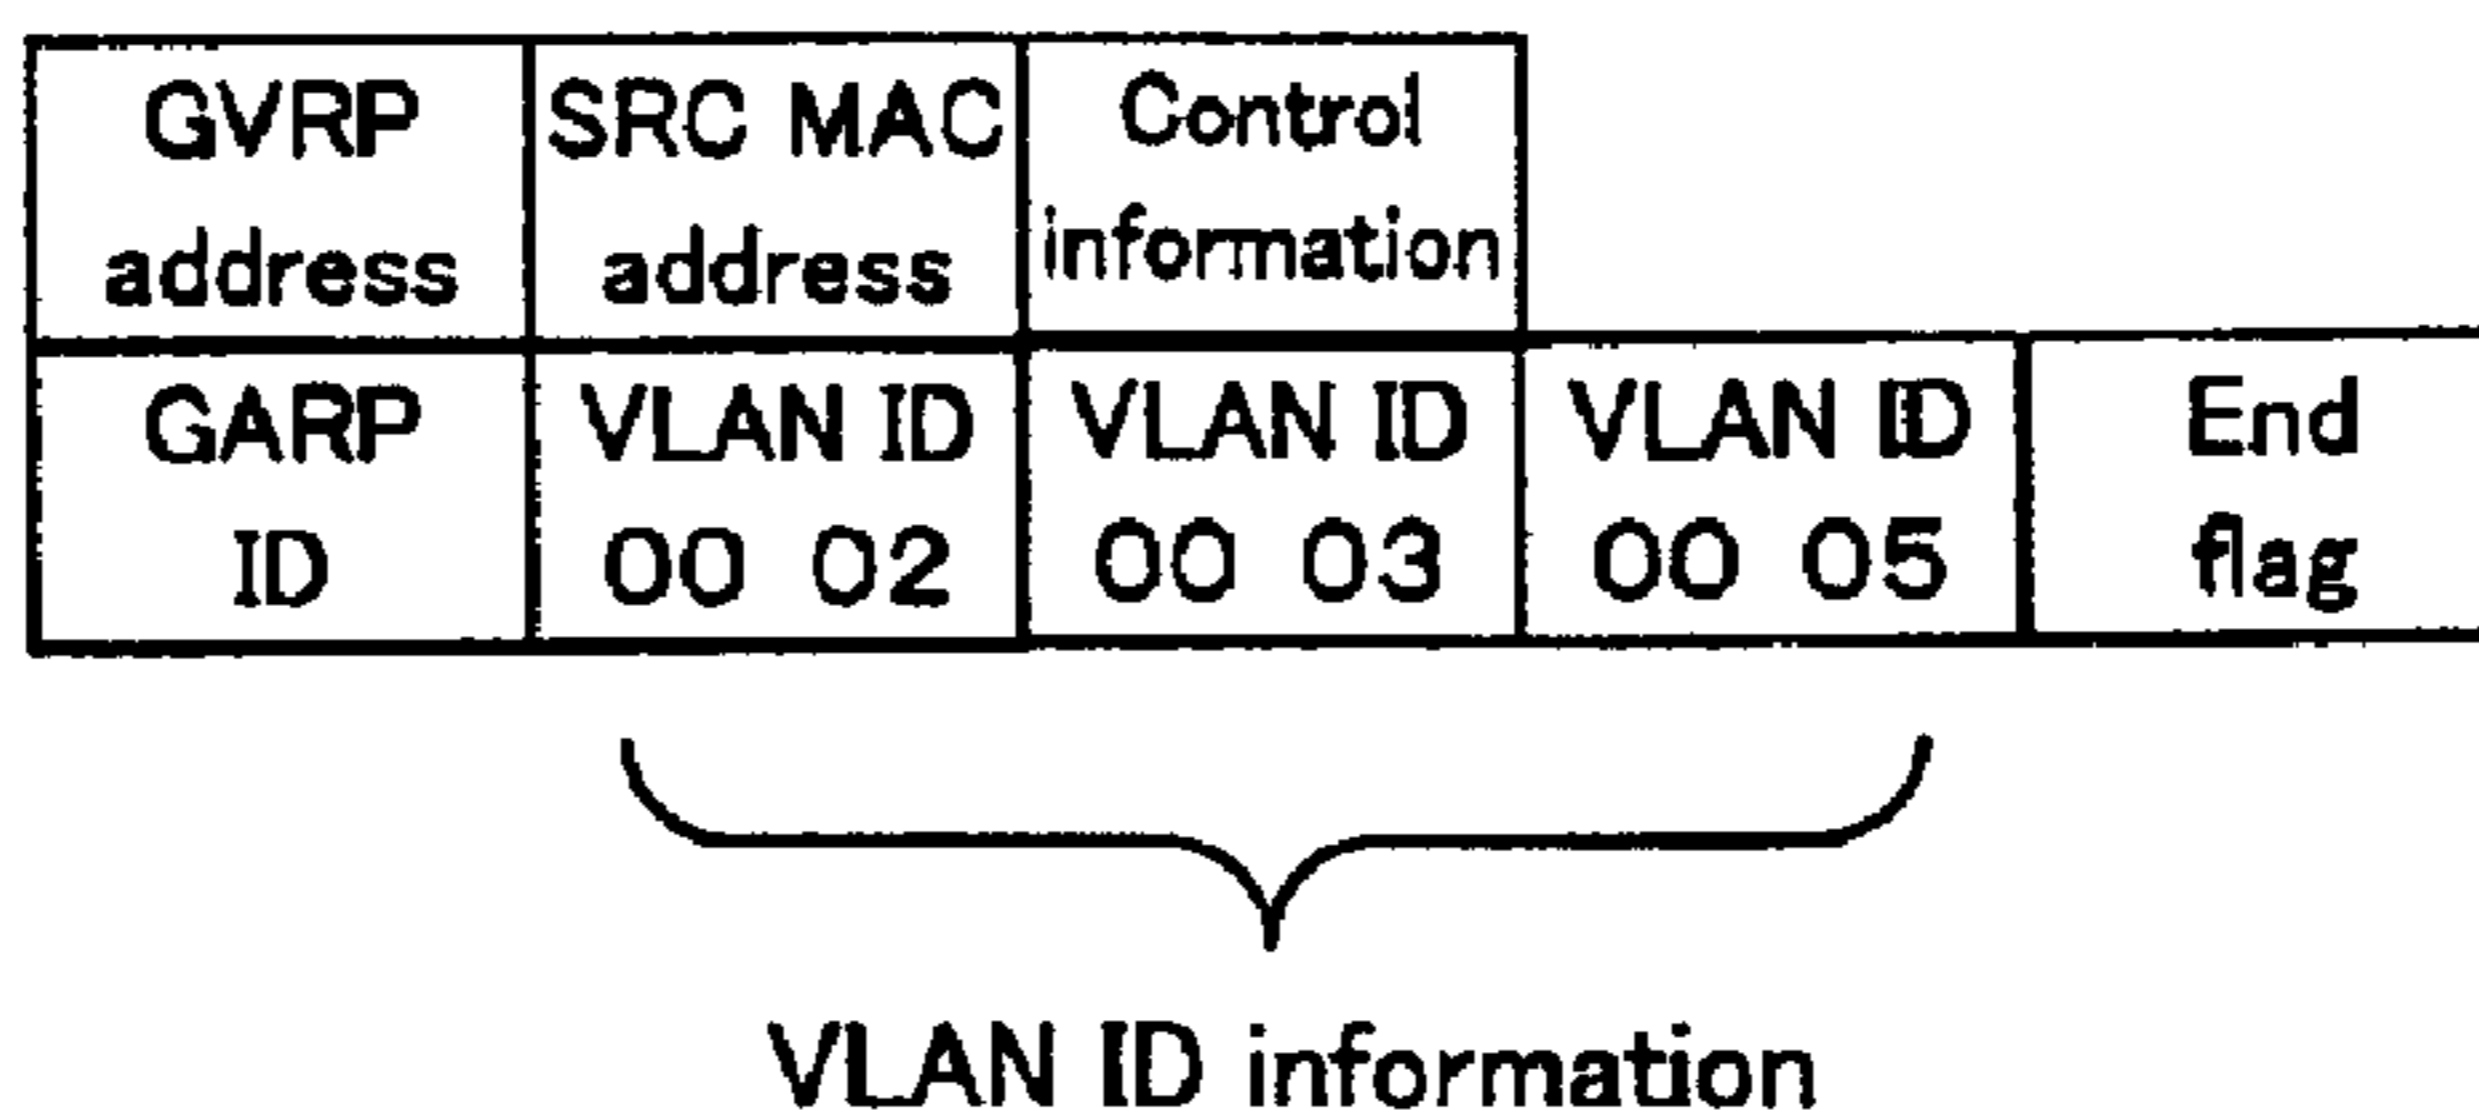 GVRP address
SRC MAC address
Control information
GARP ID
VLAN ID 00 02
VLAN ID 00 03
VLAN ID 00 05
End flag
VLAN ID information